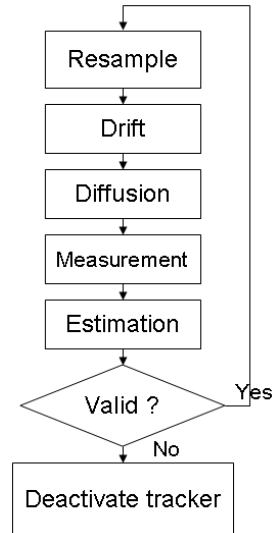 Resample
Drift
Diffusion
Measurement
Estimation
Valid ?
Yes
No
Deactivate tracker